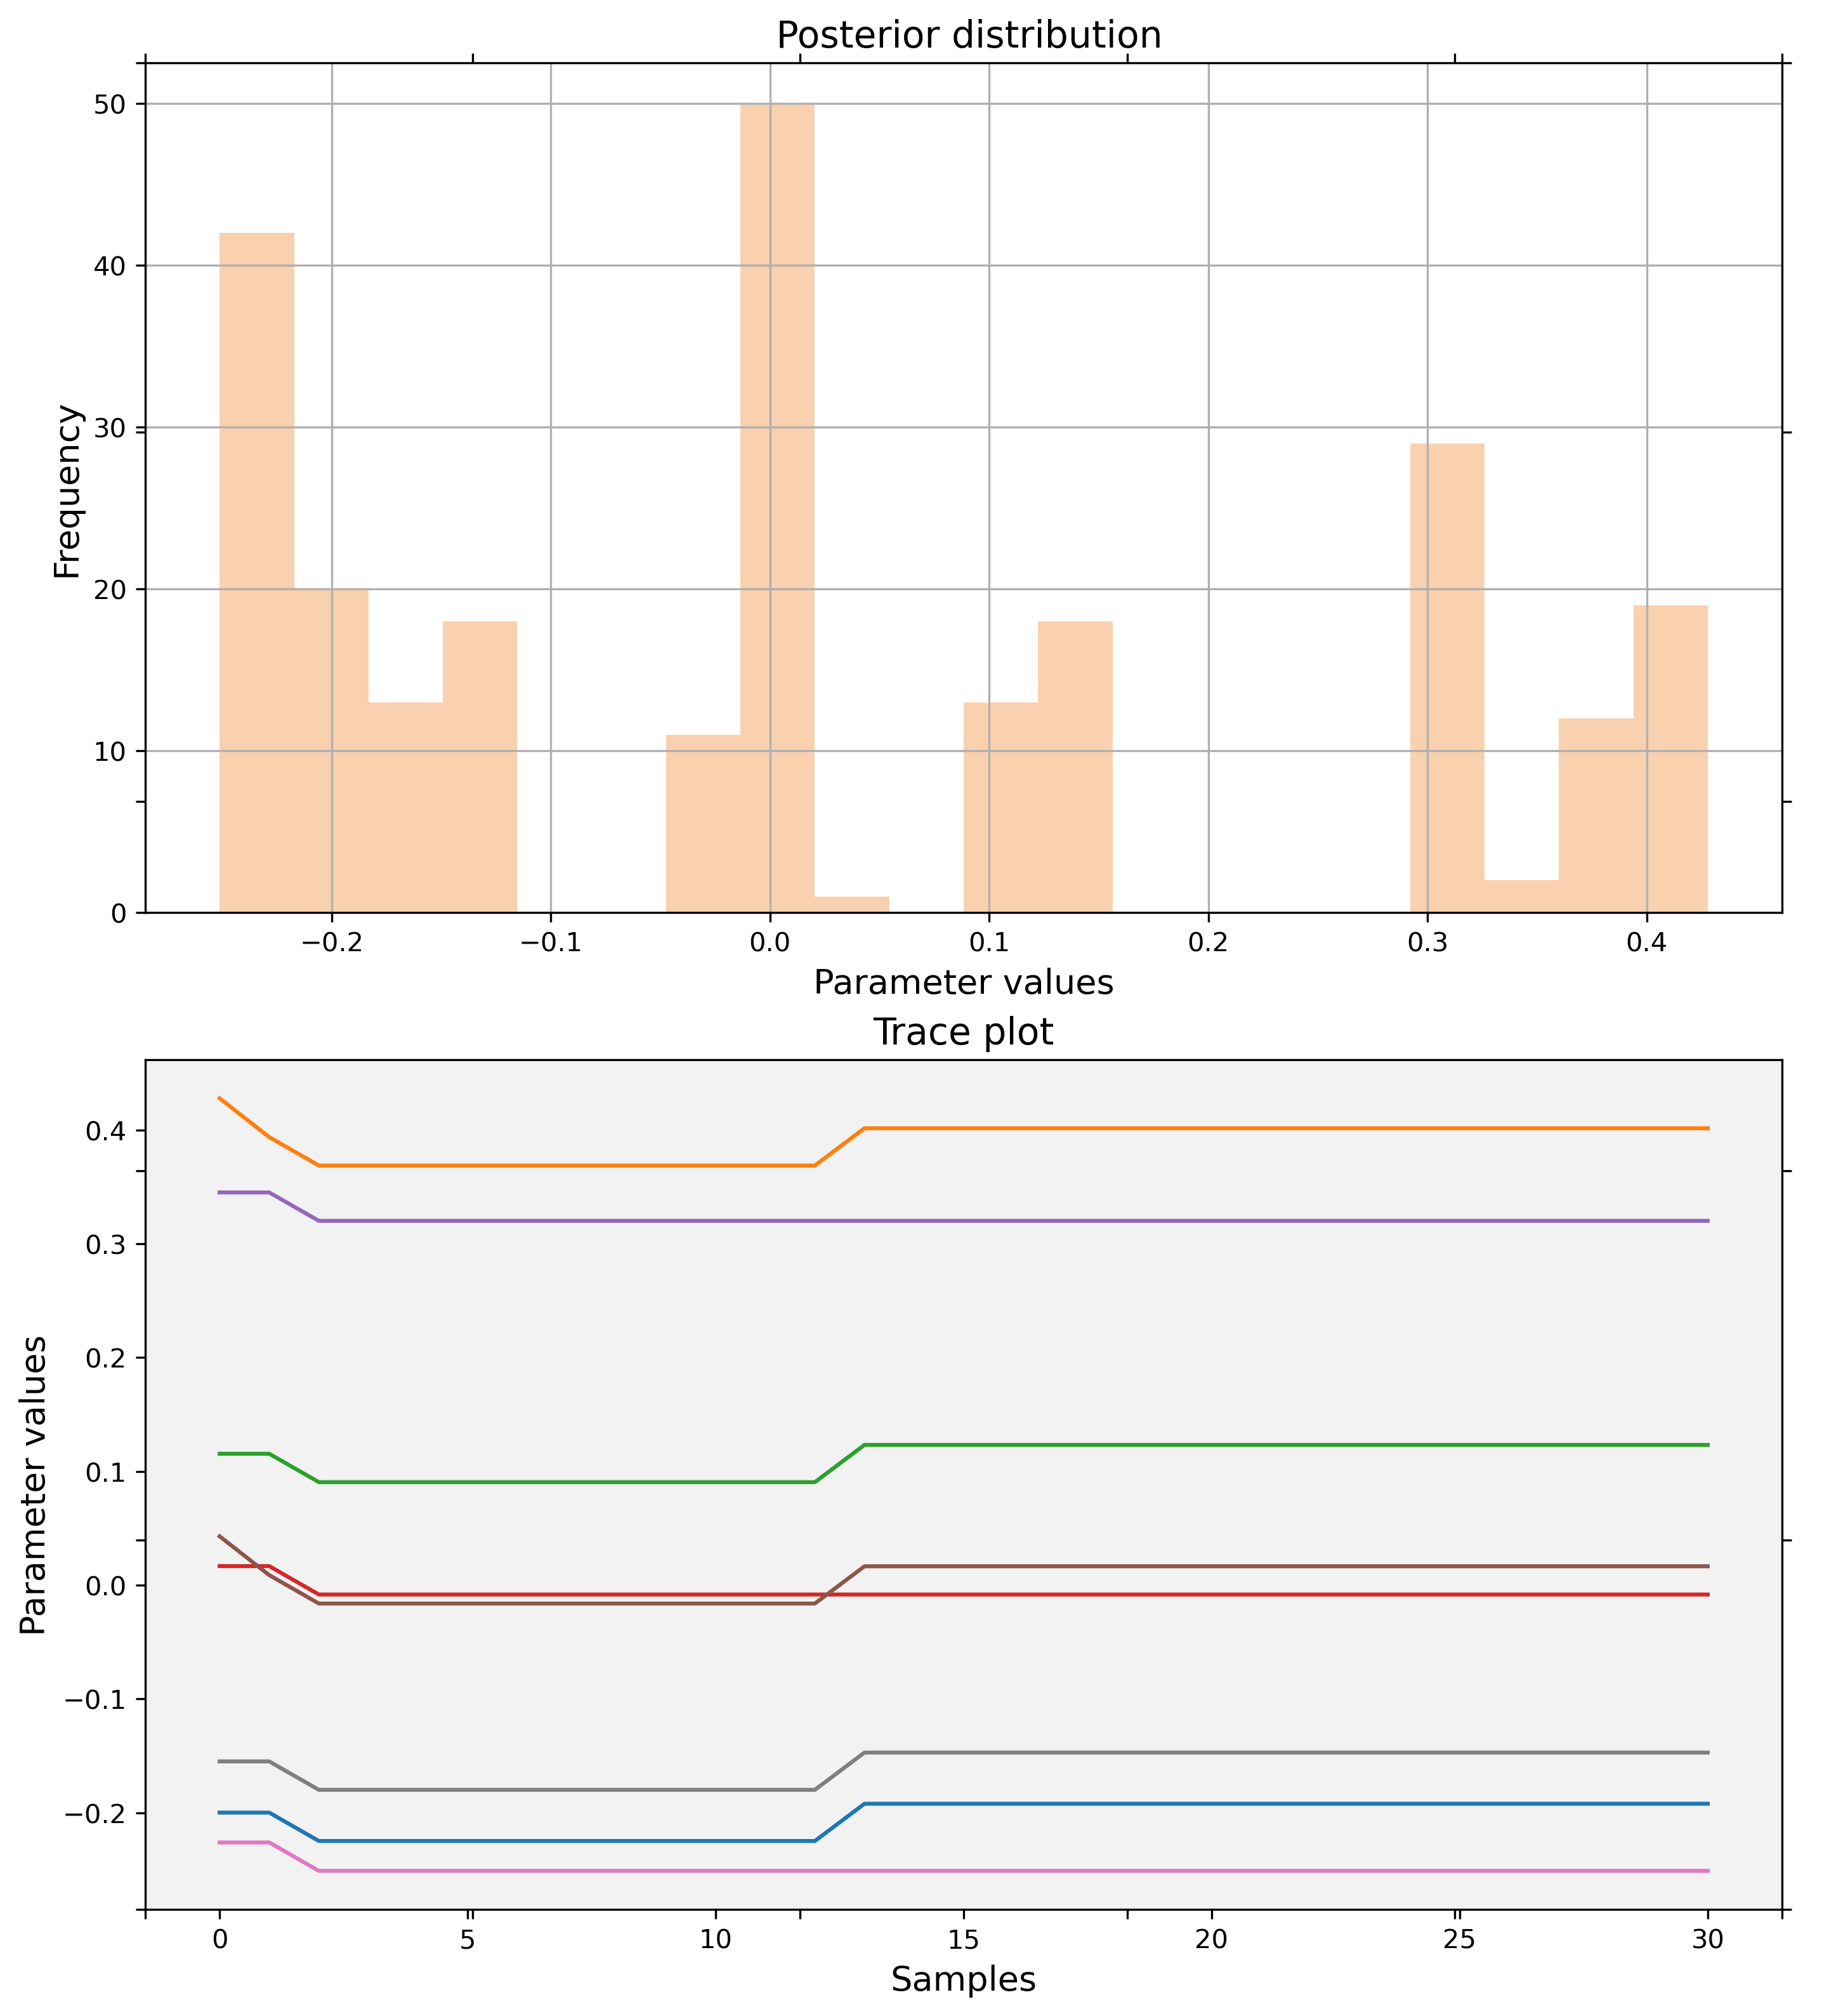 Posterior distribution
50
40
30
20
10
0
Frequency
−0.2 −0.1 0.0 0.1 0.2 0.3 0.4
Parameter values
Trace plot
0.4
0.3
0.2
0.1
0.0
−0.1
−0.2
Parameter values
0 5 10 15 20 25 30
Samples